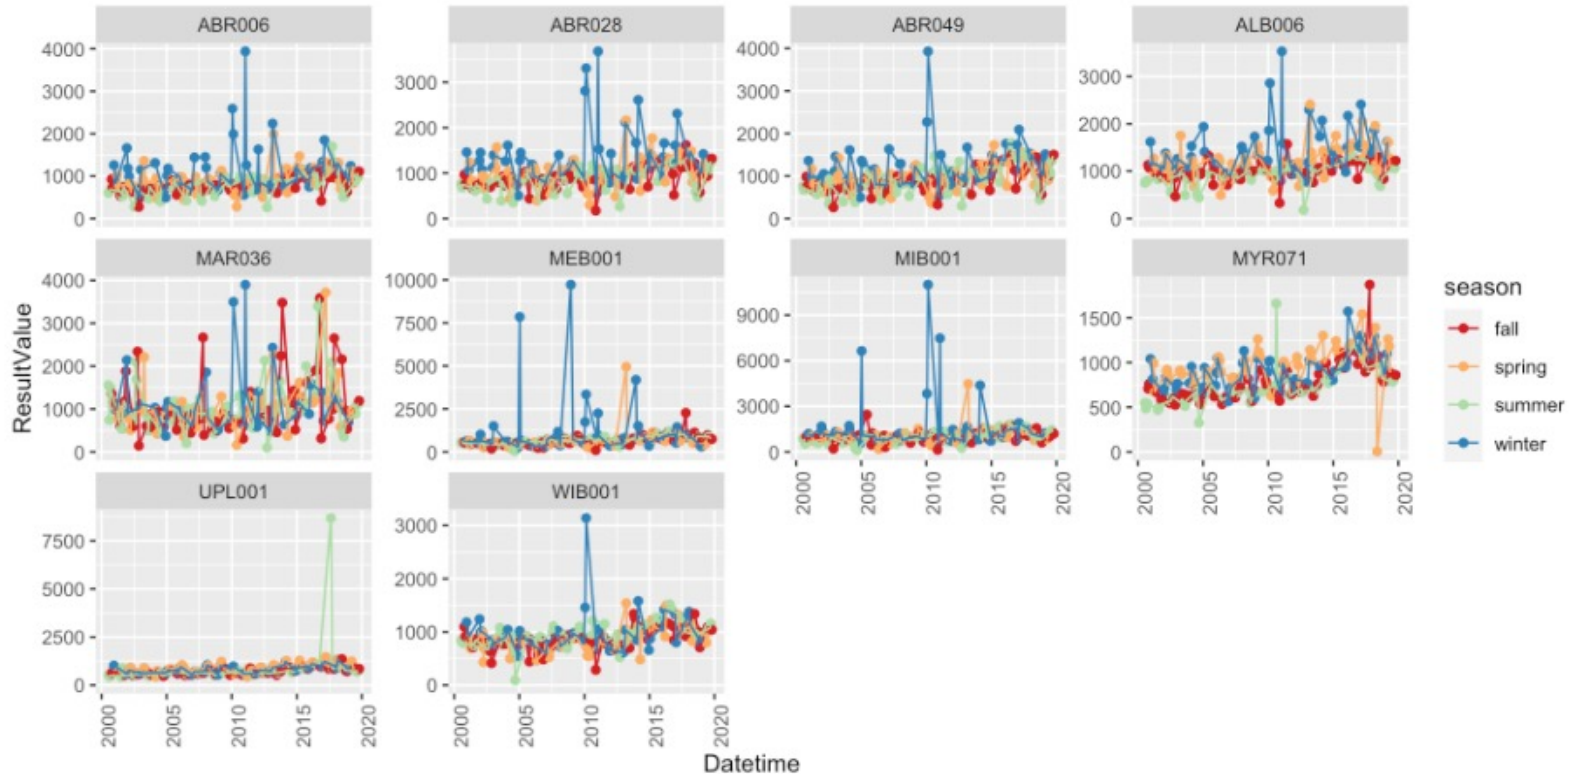 ABR006 ABR028 ABR049 ALB006
4000 3000 2000 1000 0
3000 2000 1000 0
4000 3000 2000 1000 0
3000 2000 1000 0
MAR036 MEB001 MIB001 MYR071
4000 3000 2000 1000 0
10000 7500 5000 2500 0
9000 6000 3000 0
1500 1000 500 0
2000 2005 2010 2015 2020
2000 2005 2010 2015 2020
UPL001 WIB001
7500 5000 2500 0
3000 2000 1000 0
2000 2005 2010 2015 2020
2000 2005 2010 2015 2020
ResultValue
Datetime
season
fall
spring
summer
winter